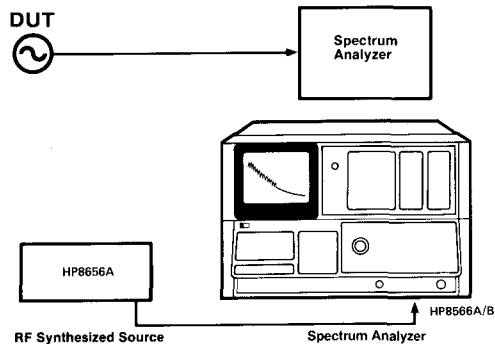 DUT
Spectrum
Analyzer
HP8656A
HP8566A/B
RF Synthesized Source
Spectrum Analyzer